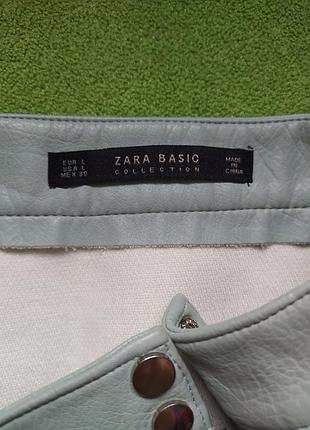 EUR L
USA L
MEX 30
ZARA BASIC
COLLECTION
MADE
IN
CHINA